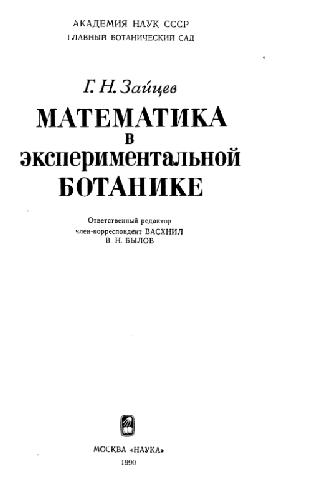 АКАДЕМИЯ НАУК СССР
ГЛАВНЫЙ БОТАНИЧЕСКИЙ САД
Г. Н. Зайцев
МАТЕМАТИКА
В
ЭКСПЕРИМЕНТАЛЬНОЙ
БОТАНИКЕ
Ответственный редактор
член-корреспондент ВАСХНИЛ
В. Н. БЫЛОВ
МОСКВА «НАУКА»
1990